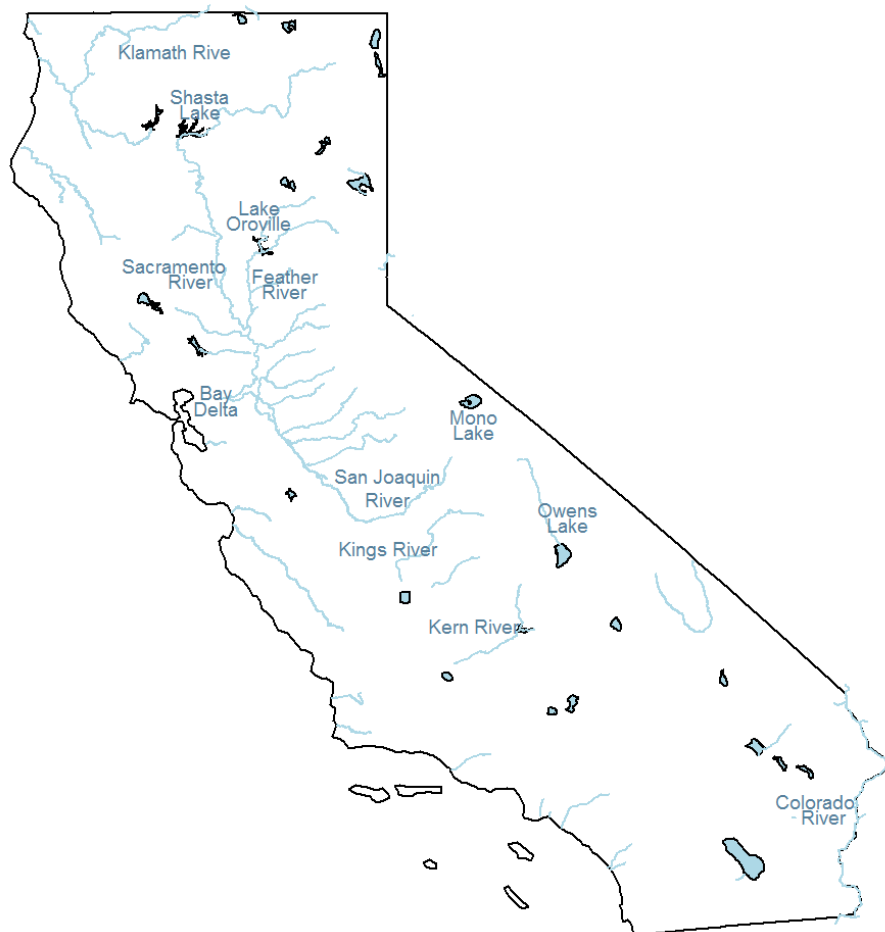 Klamath Rive
Shasta
Lake
Lake
Oroville
Sacramento
River
Feather
River
Bay
Delta
Mono
Lake
San Joaquin
River
Owens
Lake
Kings River
Kern River
Colorado
River